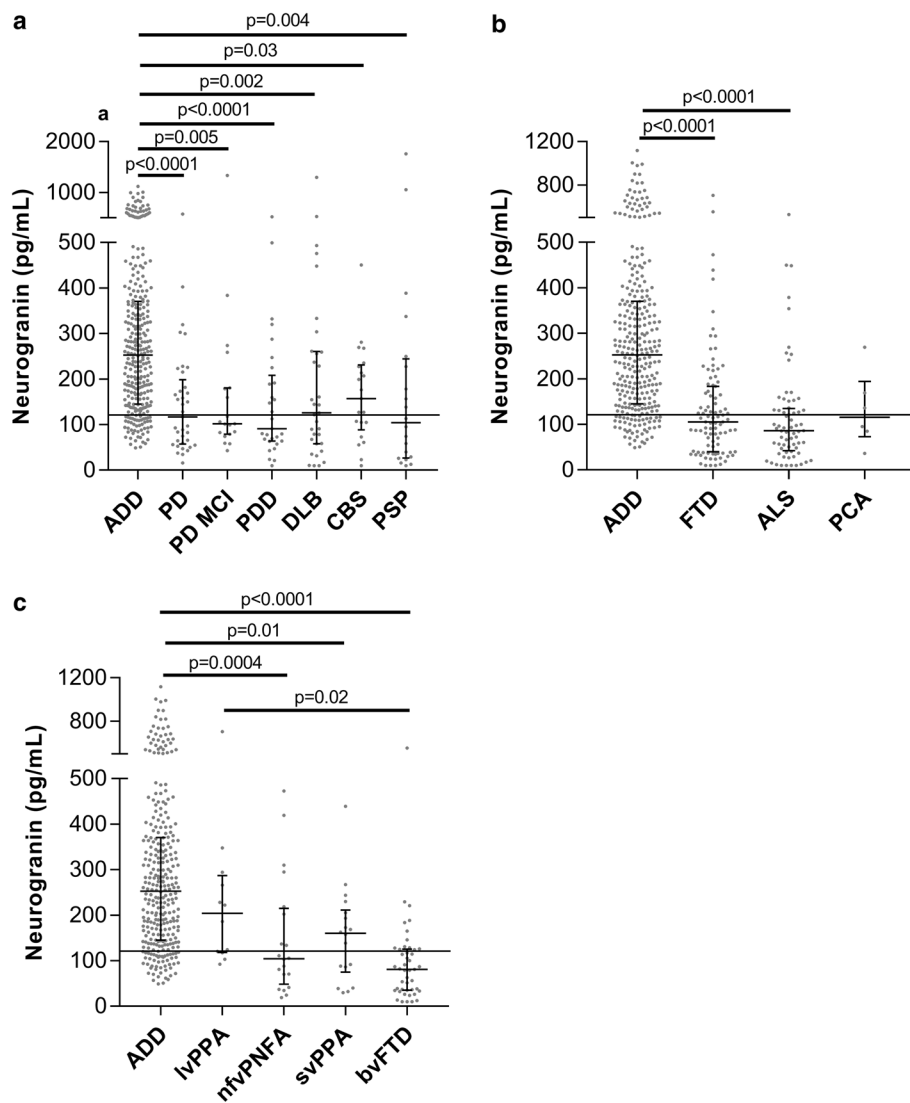 a
p=0.004
p=0.03
p=0.002
p<0.0001
p=0.005
p<0.0001
a
Neurogranin (pg/mL)
2000
1000
500
400
300
200
100
0
ADD
PD
PD MCI
PDD
DLB
CBS
PSP
b
p<0.0001
p<0.0001
Neurogranin (pg/mL)
1200
800
500
400
300
200
100
0
ADD
FTD
ALS
PCA
c
p<0.0001
p=0.01
p=0.0004
p=0.02
Neurogranin (pg/mL)
1200
800
500
400
300
200
100
0
ADD
lvPPA
nfvPNFA
svPPA
bvFTD